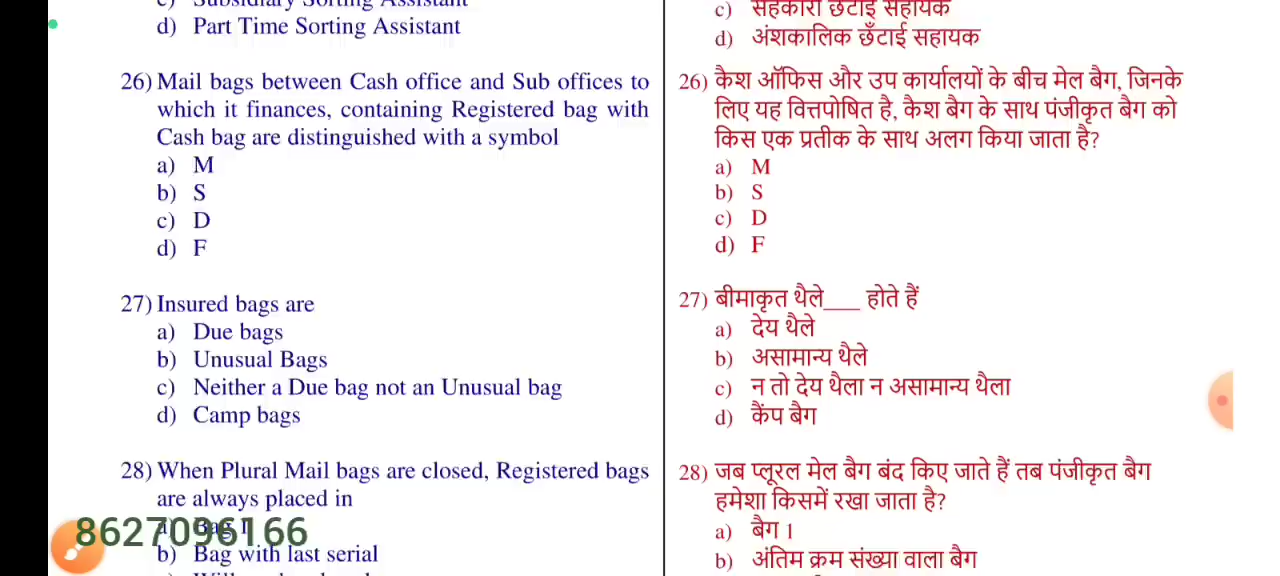 d) Part Time Sorting Assistant
26) Mail bags between Cash office and Sub offices to
which it finances, containing Registered bag with
Cash bag are distinguished with a symbol
a) M
b) S
c) D
d) F
27) Insured bags are
a) Due bags
b) Unusual Bags
c) Neither a Due bag not an Unusual bag
d) Camp bags
28) When Plural Mail bags are closed, Registered bags
are always placed in
a) Bag 1
8627096166
b) Bag with last serial
c) सहकारी छँटाई सहायक
d) अंशकालिक छँटाई सहायक
26) कैश ऑफिस और उप कार्यालयों के बीच मेल बैग, जिनके
लिए यह वित्तपोषित है, कैश बैग के साथ पंजीकृत बैग को
किस एक प्रतीक के साथ अलग किया जाता है?
a) M
b) S
c) D
d) F
27) बीमाकृत थैले___ होते हैं
a) देय थैले
b) असामान्य थैले
c) न तो देय थैला न असामान्य थैला
d) कैंप बैग
28) जब प्लूरल मेल बैग बंद किए जाते हैं तब पंजीकृत बैग
हमेशा किसमें रखा जाता है?
a) बैग 1
b) अंतिम क्रम संख्या वाला बैग